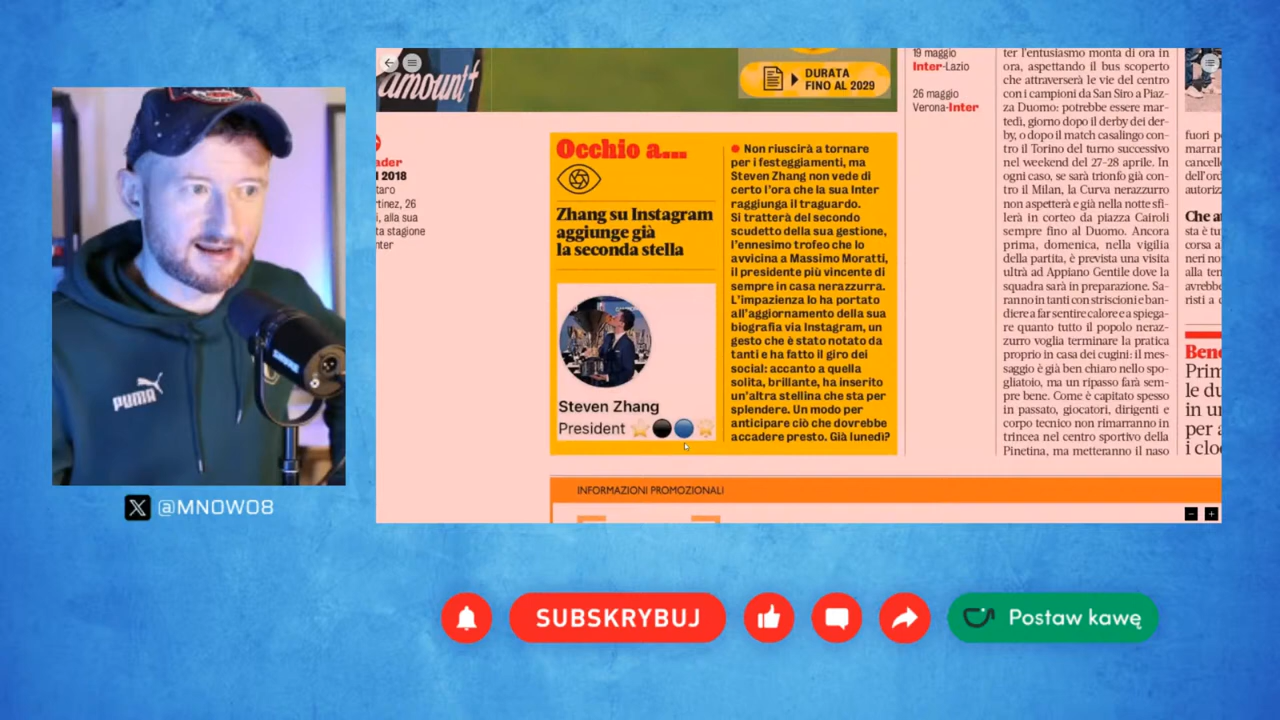 PUMA
SHURE
@MNOWO8
amount+
DURATA
FINO AL 2029
19 maggio
Inter-Lazio
26 maggio
Verona-Inter
ader
2018
taro
tinez, 26
i, alla sua
ta stagione
nter
Occhio a...
Zhang su Instagram
aggiunge già
la seconda stella
Steven Zhang
President ⭐⚫🔵🌟
Non riuscirà a tornare
per i festeggiamenti, ma
Steven Zhang non vede di
certo l'ora che la sua Inter
raggiunga il traguardo.
Si tratterà del secondo
scudetto della sua gestione,
l'ennesimo trofeo che lo
avvicina a Massimo Moratti,
il presidente più vincente di
sempre in casa nerazzurra.
L'impazienza lo ha portato
all'aggiornamento della sua
biografia via Instagram, un
gesto che è stato notato da
tanti e ha fatto il giro dei
social: accanto a quella
solita, brillante, ha inserito
un'altra stellina che sta per
splendere. Un modo per
anticipare ciò che dovrebbe
accadere presto. Già lunedì?
ter l'entusiasmo monta di ora in
ora, aspettando il bus scoperto
che attraverserà le vie del centro
con i campioni da San Siro a Piaz-
za Duomo: potrebbe essere mar-
tedì, giorno dopo il derby dei der-
by, o dopo il match casalingo con-
tro il Torino del turno successivo
nel weekend del 27-28 aprile. In
ogni caso, se sarà trionfo già con-
tro il Milan, la Curva nerazzurra
non aspetterà e già nella notte sfi-
lerà in corteo da piazza Cairoli
sempre fino al Duomo. Ancora
prima, domenica, nella vigilia
della partita, è prevista una visita
ultrà ad Appiano Gentile dove la
squadra sarà in preparazione. Sa-
ranno in tanti con striscioni e ban-
diere a far sentire calore e a spiega-
re quanto tutto il popolo neraz-
zurro voglia terminare la pratica
proprio in casa dei cugini: il mes-
saggio è già ben chiaro nello spo-
gliatoio, ma un ripasso farà sem-
pre bene. Come è capitato spesso
in passato, giocatori, dirigenti e
corpo tecnico non rimarranno in
trincea nel centro sportivo della
Pinetina, ma metteranno il naso
fuori p
marrar
cancell
dell'ord
autoriz
Che a
sta è tu
corsa a
neri no
alla ten
avrebb
risti a c
Bene
Prim
le du
in u
per a
i cloc
INFORMAZIONI PROMOZIONALI
SUBSKRYBUJ
Postaw kawę